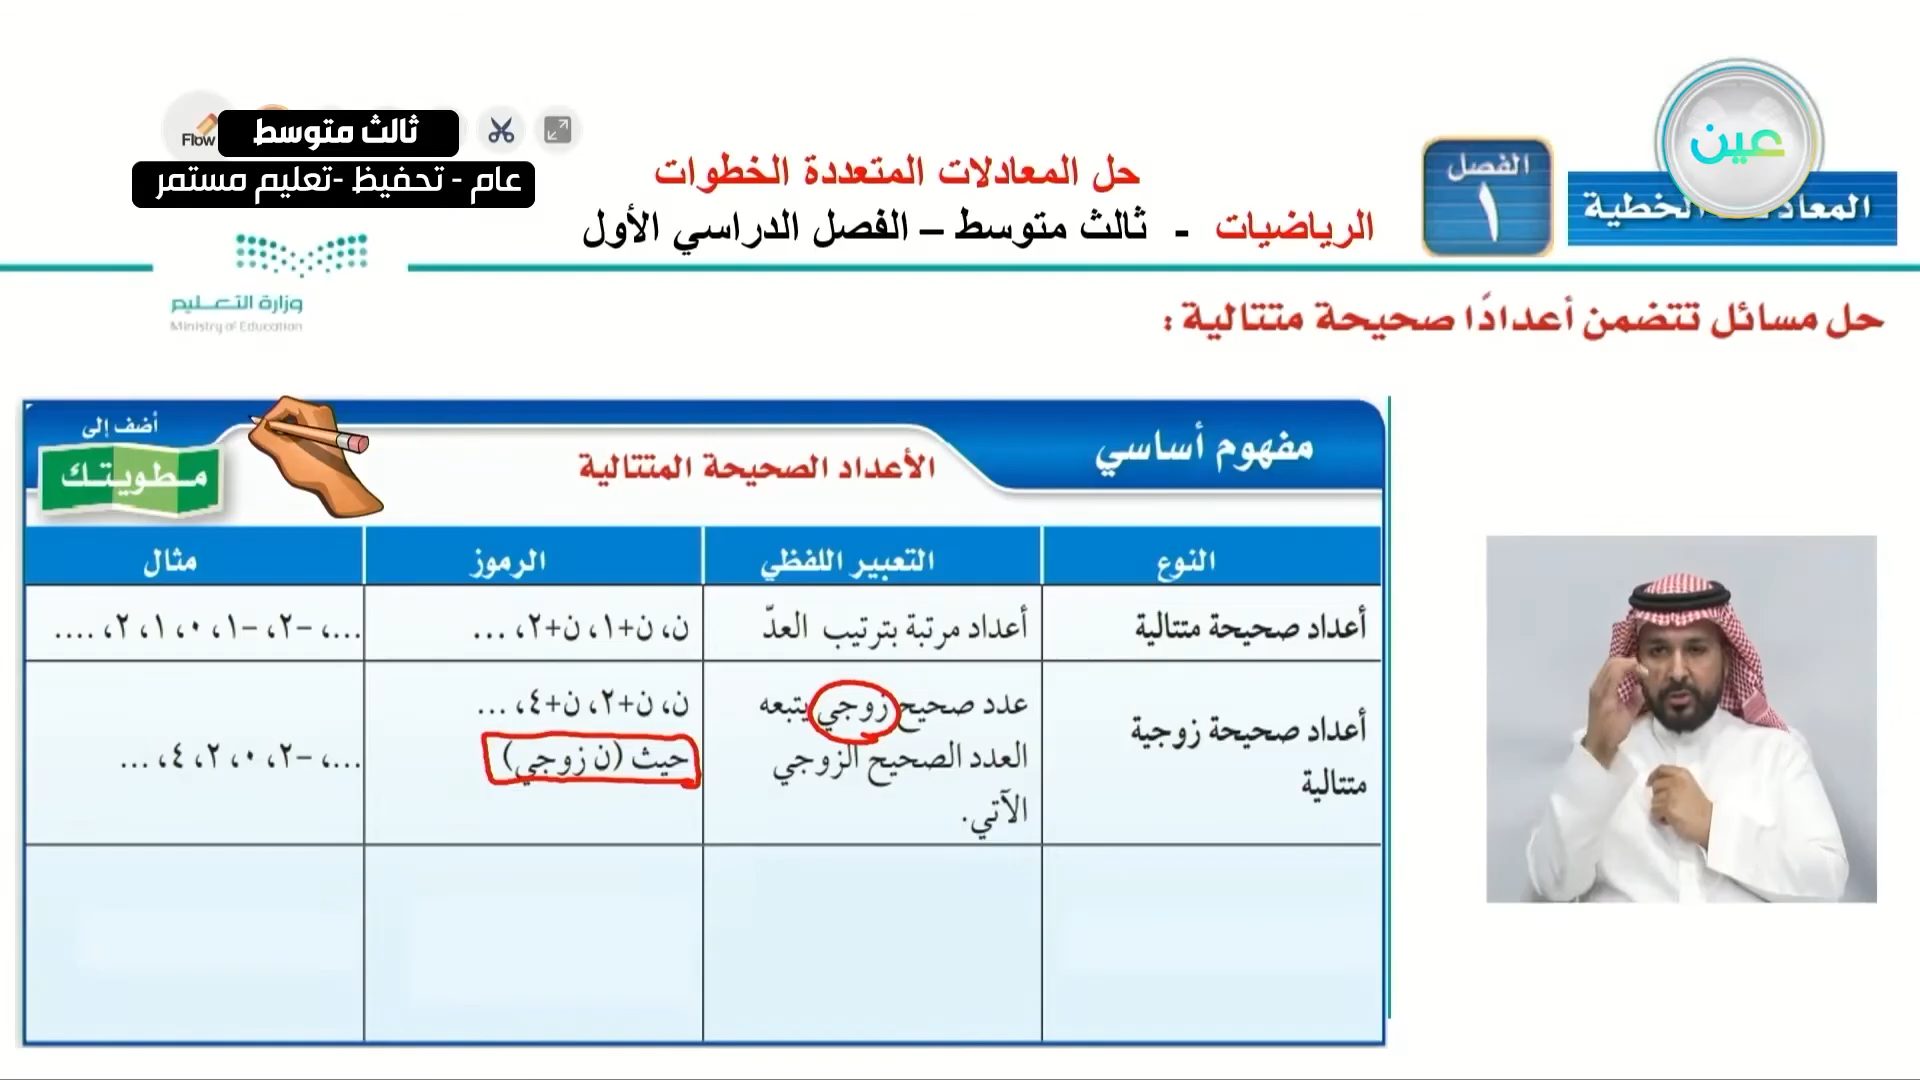 عين
المعادلات الخطية
الفصل
١
حل المعادلات المتعددة الخطوات
الرياضيات - ثالث متوسط – الفصل الدراسي الأول
Flow
ثالث متوسط
عام - تحفيظ -تعليم مستمر
وزارة التعليم
Ministry of Education
حل مسائل تتضمن أعدادًا صحيحة متتالية :
مفهوم أساسي
الأعداد الصحيحة المتتالية
أضف إلى
مطويتك
النوع التعبير اللفظي الرموز مثال
أعداد صحيحة متتالية أعداد مرتبة بترتيب العدّ ن، ن+١، ن+٢، ... ...، –٢، –١، ٠، ١، ٢، ....
أعداد صحيحة زوجية
متتالية
عدد صحيح زوجي يتبعه
العدد الصحيح الزوجي
الآتي.
ن، ن+٢، ن+٤، ...
حيث (ن زوجي)
...، –٢، ٠، ٢، ٤، ...